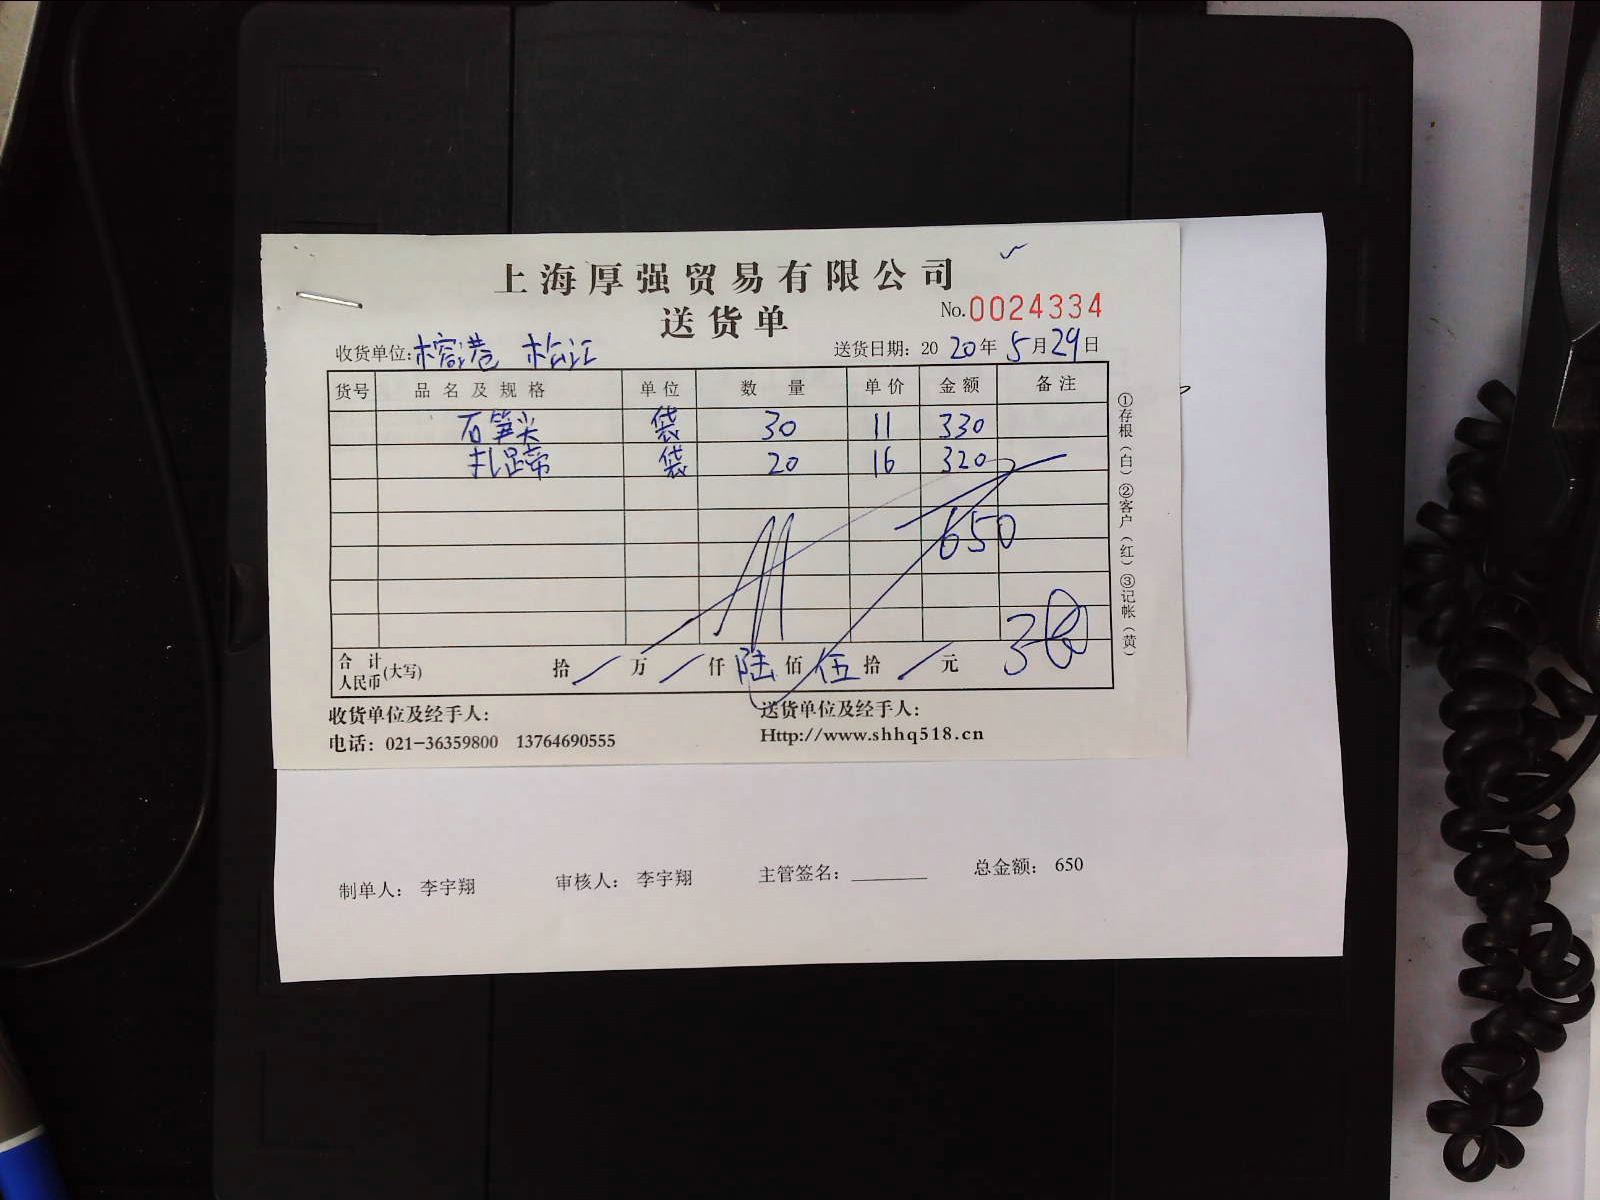 上海厚强贸易有限公司
送货单
No.0024334
收货单位:榕港 松江 送货日期: 2020年5月29日
货号 品名及规格 单位 数量 单价 金额 备注
石笋尖 袋 30 11 330
扎蹄 袋 20 16 320
650
合计人民币(大写) 拾/万/仟陆佰伍拾/元
①存根(白)②客户(红)③记帐(黄)
收货单位及经手人: 送货单位及经手人:
电话: 021-36359800 13764690555 Http://www.shhq518.cn
制单人: 李宇翔 审核人: 李宇翔 主管签名: 总金额: 650